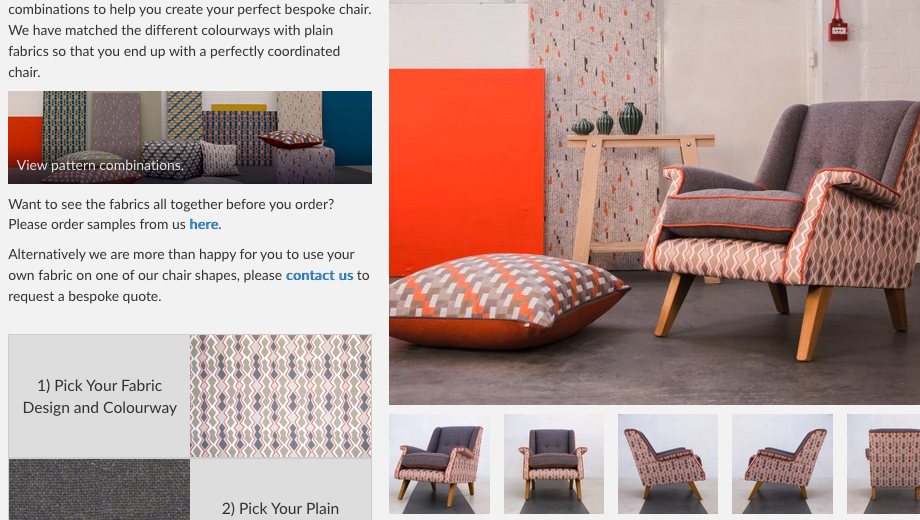 combinations to help you create your perfect bespoke chair.
We have matched the different colourways with plain
fabrics so that you end up with a perfectly coordinated
chair.
View pattern combinations.
Want to see the fabrics all together before you order?
Please order samples from us here.
Alternatively we are more than happy for you to use your
own fabric on one of our chair shapes, please contact us to
request a bespoke quote.
1) Pick Your Fabric
Design and Colourway
2) Pick Your Plain